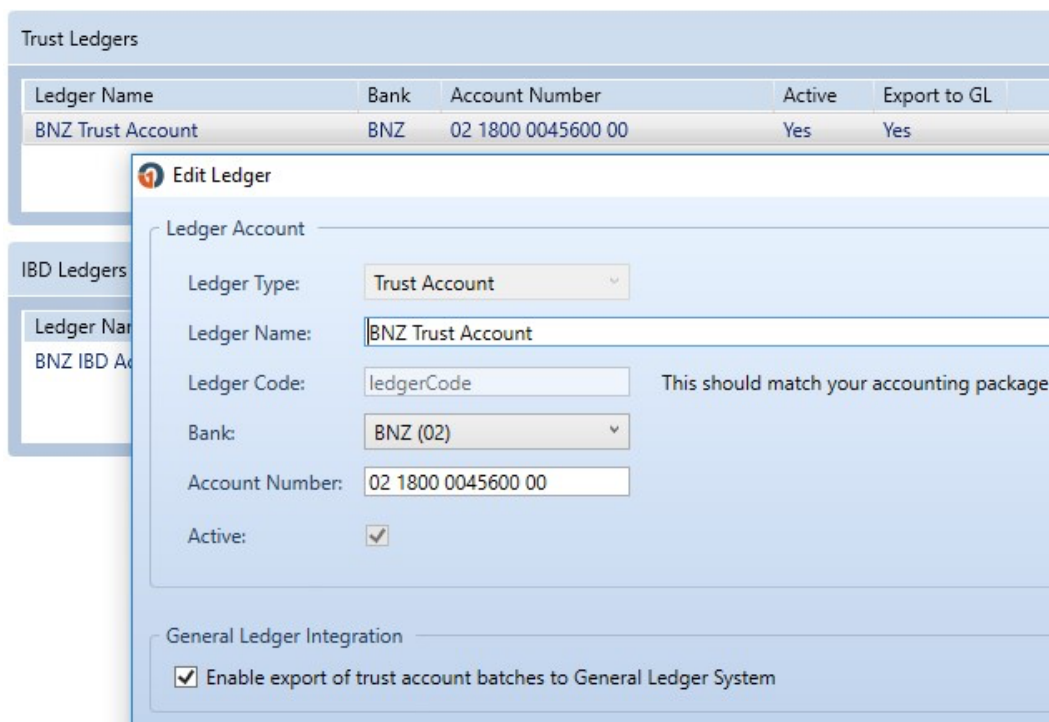 Trust Ledgers
Ledger Name Bank Account Number Active Export to GL
BNZ Trust Account BNZ 02 1800 0045600 00 Yes Yes
Edit Ledger
Ledger Account
IBD Ledgers
Ledger Type: Trust Account
Ledger
Ledger Name: BNZ Trust Account
BNZ IBD
Ledger Code: ledgerCode This should match your accounting package
Bank: BNZ (02)
Account Number: 02 1800 0045600 00
Active:
General Ledger Integration
Enable export of trust account batches to General Ledger System